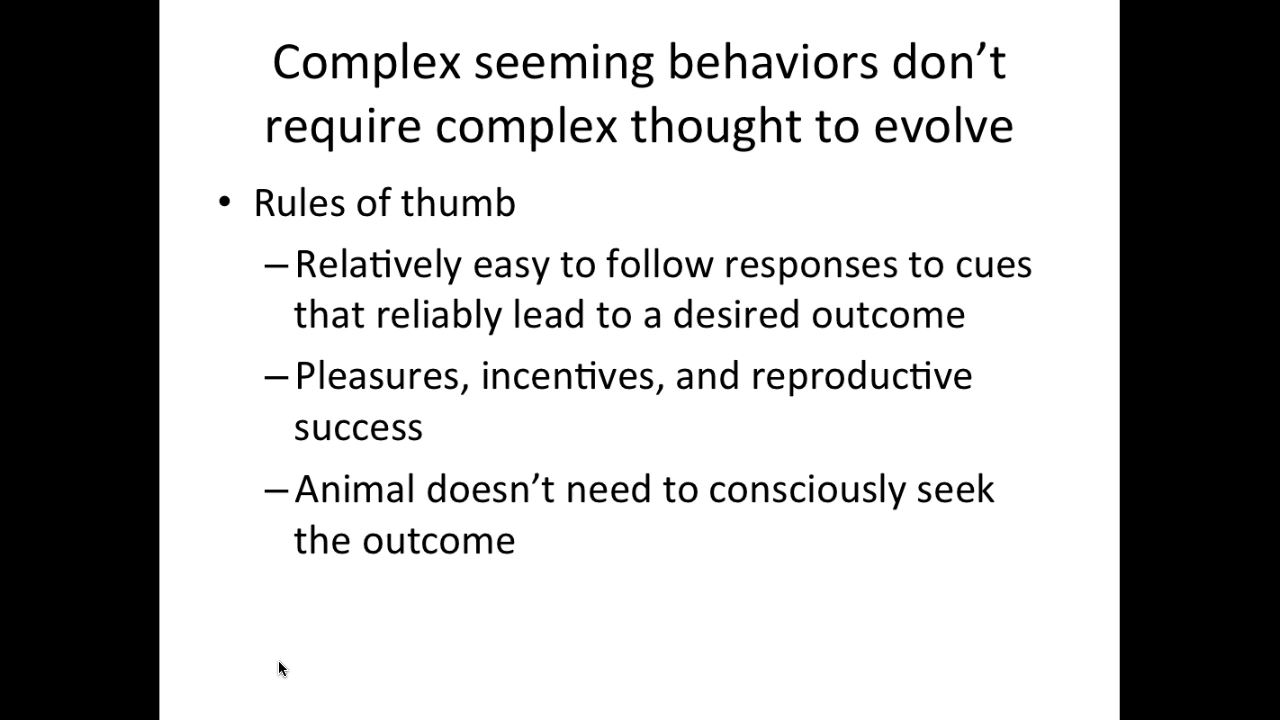 Complex seeming behaviors don’t
require complex thought to evolve
• Rules of thumb
– Relatively easy to follow responses to cues
that reliably lead to a desired outcome
– Pleasures, incentives, and reproductive
success
– Animal doesn’t need to consciously seek
the outcome